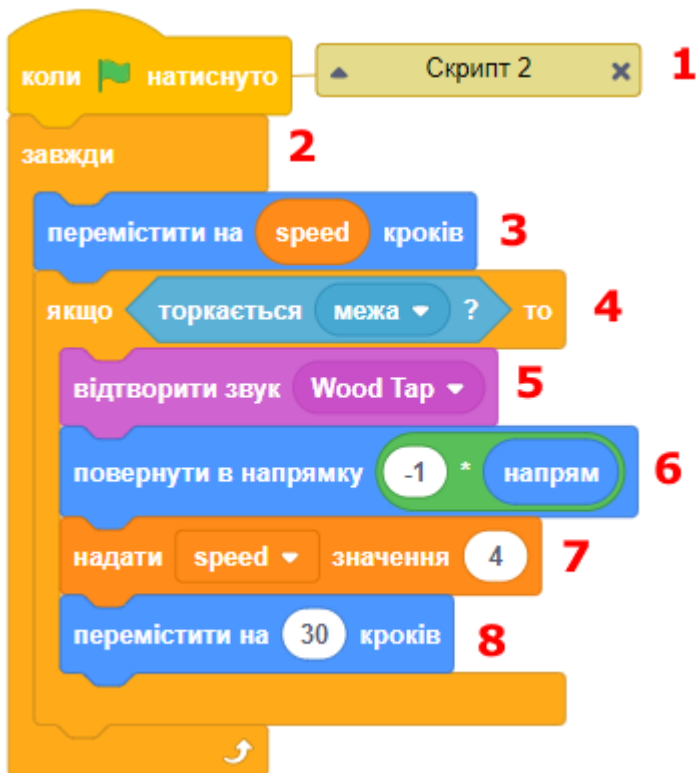 коли натиснуто Скрипт 2 1
завжди 2
перемістити на speed кроків 3
якщо торкається межа ? то 4
відтворити звук Wood Tap 5
повернути в напрямку -1 * напрям 6
надати speed значення 4 7
перемістити на 30 кроків 8